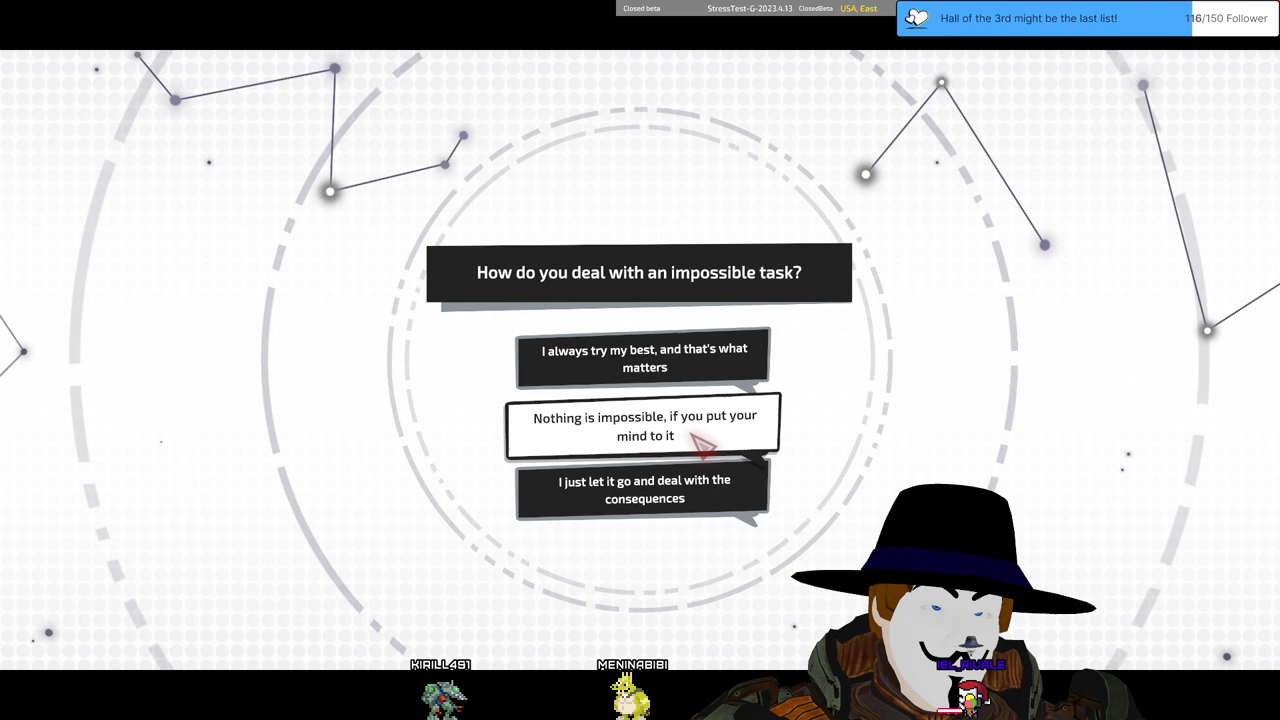 Closed beta StressTest-G-2023.4.13 ClosedBeta USA, East
Hall of the 3rd might be the last list! 116/150 Follower
How do you deal with an impossible task?
I always try my best, and that's what
matters
Nothing is impossible, if you put your
mind to it
I just let it go and deal with the
consequences
KIRILL491 MENINABIBI IEL_RIVALE